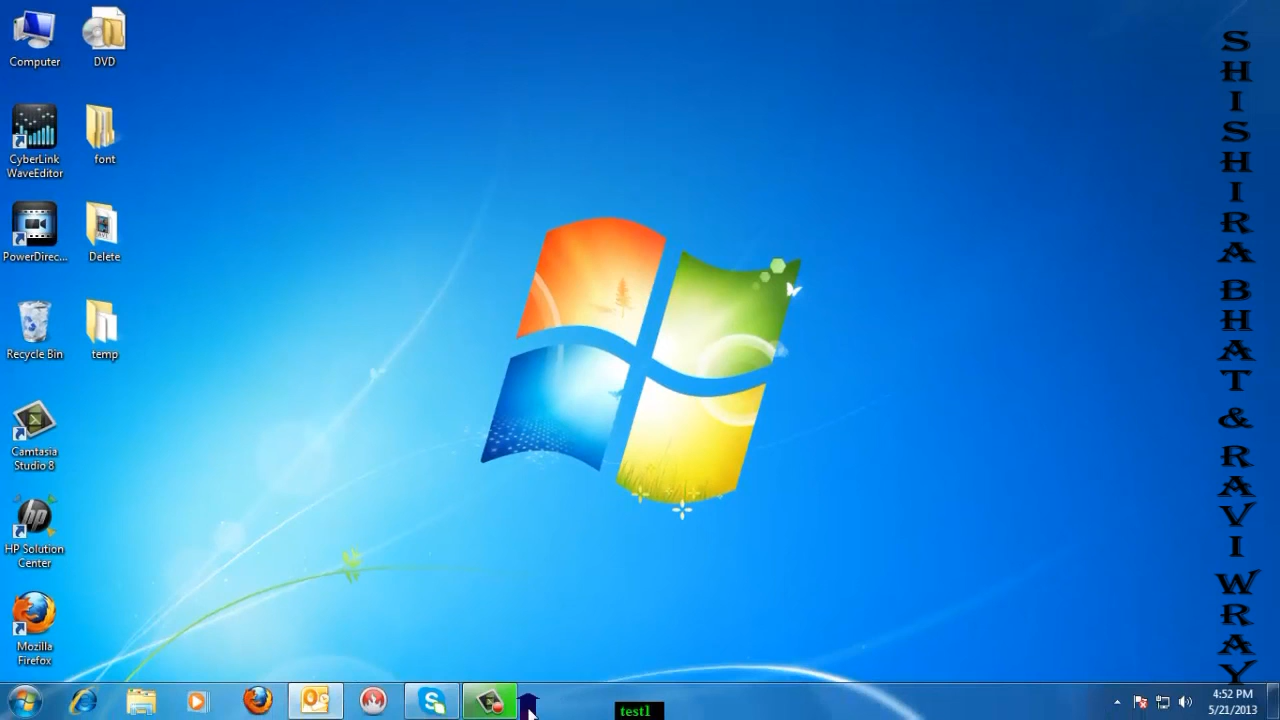 Computer
DVD
CyberLink
WaveEditor
font
PowerDirec...
Delete
Recycle Bin
temp
Camtasia
Studio 8
hp
HP Solution
Center
Mozilla
Firefox
SHISHIRA BHAT & RAVI WRAY
test1
4:52 PM
5/21/2013